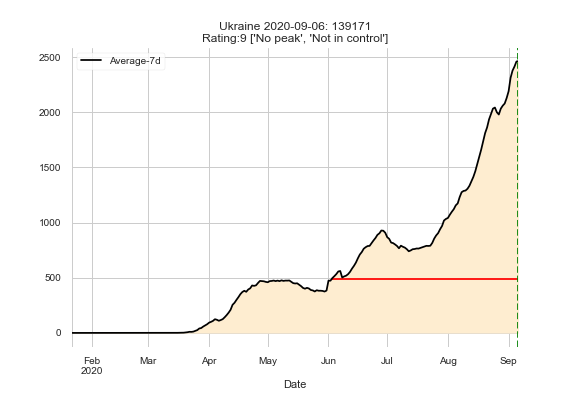 Ukraine 2020-09-06: 139171
Rating:9 ['No peak', 'Not in control']
Average-7d
2500
2000
1500
1000
500
0
Feb Mar Apr May Jun Jul Aug Sep
2020
Date